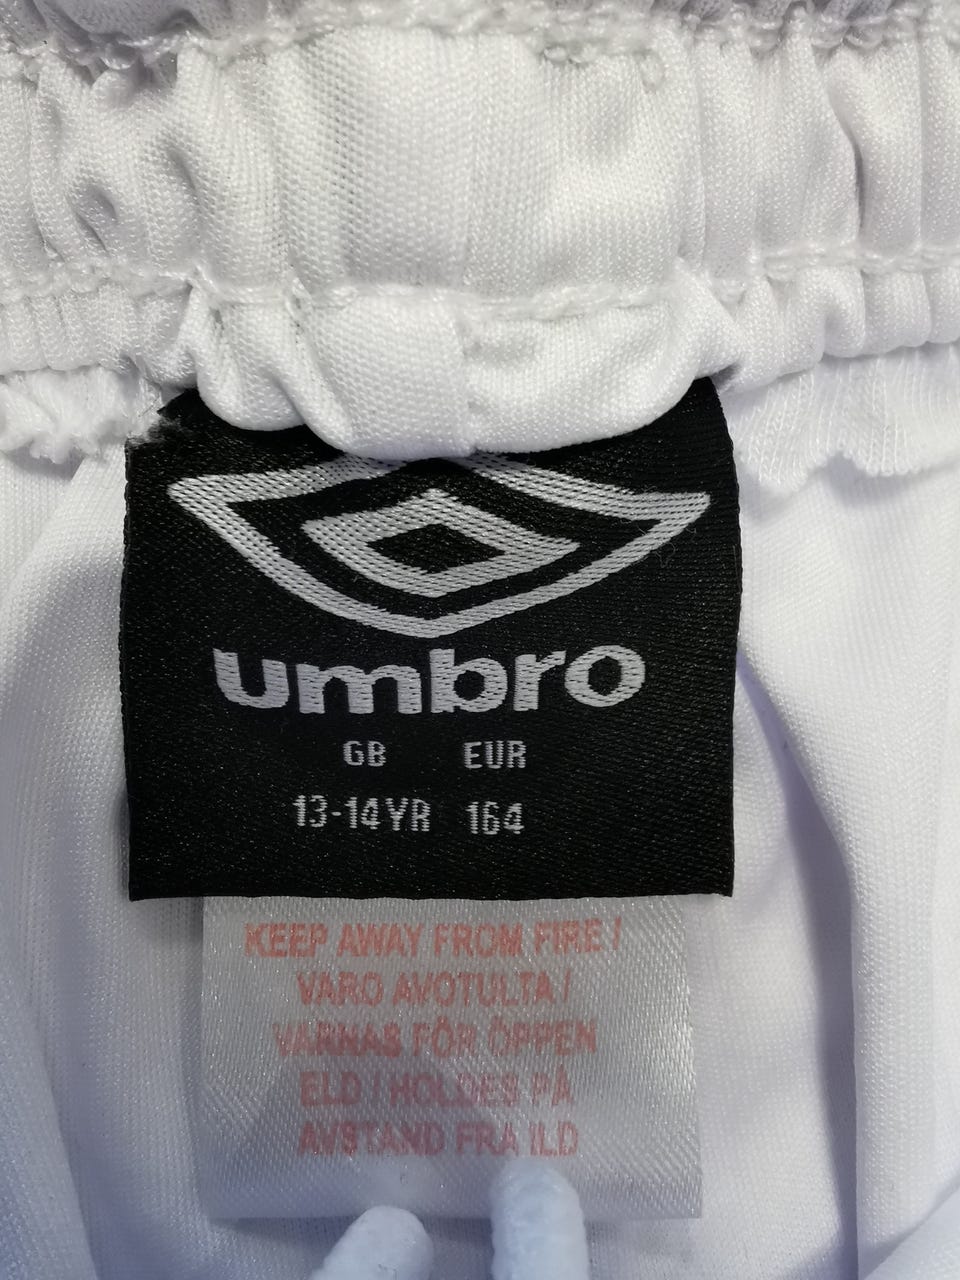 umbro
GB EUR
13-14YR 164
KEEP AWAY FROM FIRE /
VARO AVOTULTA /
VARNAS FÖR ÖPPEN
ELD / HOLDES PÅ
AVSTAND FRA ILD